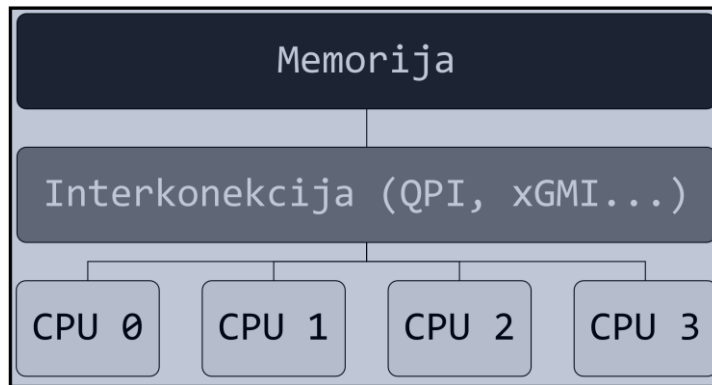 Memorija
Interkonekcija (QPI, xGMI...)
CPU 0 CPU 1 CPU 2 CPU 3